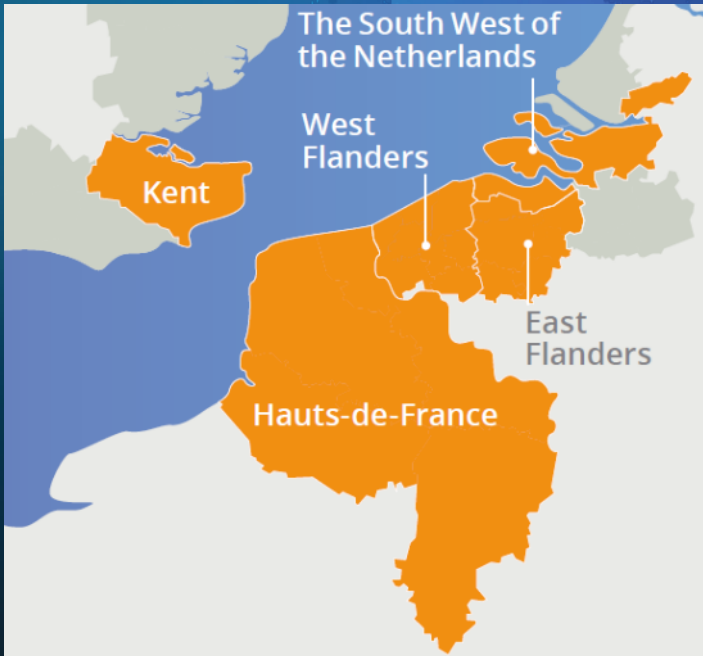 The South West of
the Netherlands
West
Flanders
Kent
East
Flanders
Hauts-de-France